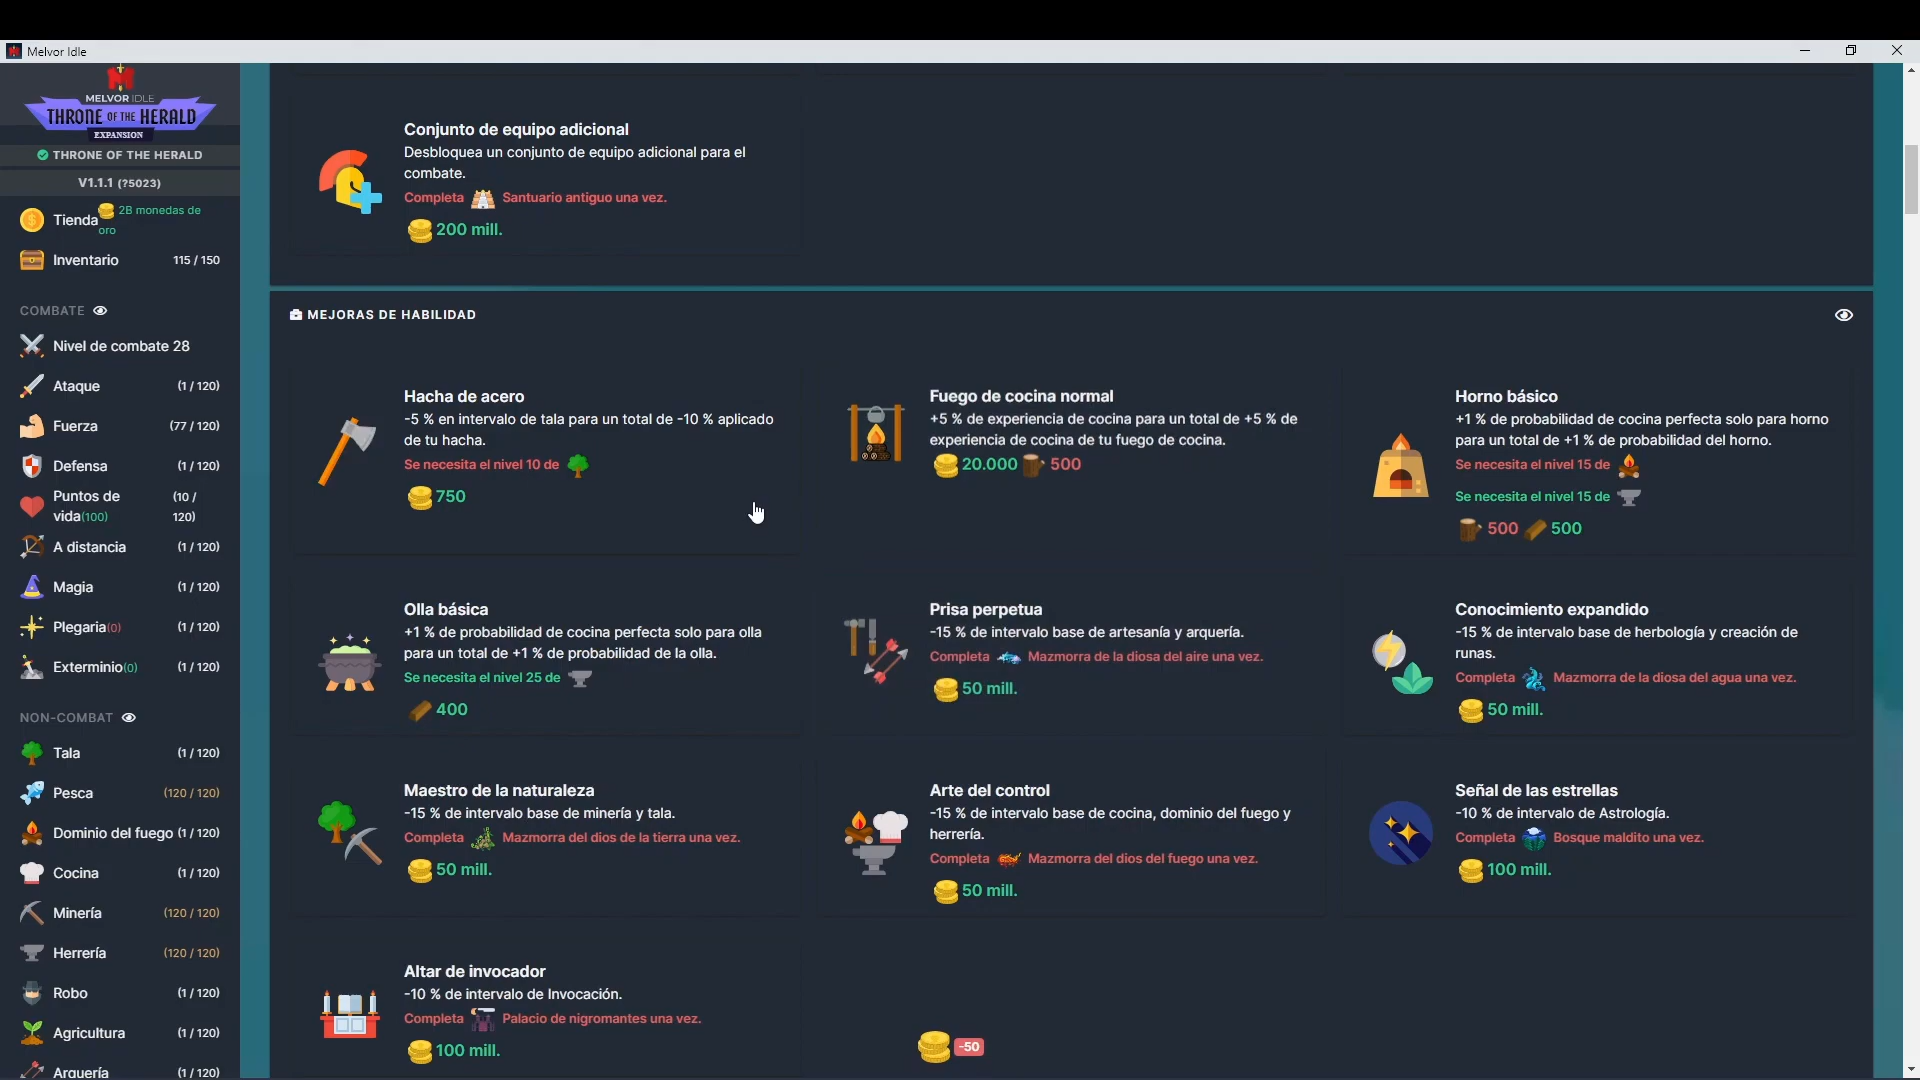 Melvor Idle
MELVOR IDLE
THRONE OF THE HERALD
EXPANSION
THRONE OF THE HERALD
V1.1.1 (?5023)
Tienda
2B monedas de
oro
Inventario 115 / 150
COMBATE
Nivel de combate 28
Ataque (1 / 120)
Fuerza (77 / 120)
Defensa (1 / 120)
Puntos de (10 /
vida(100) 120)
A distancia (1 / 120)
Magia (1 / 120)
Plegaria(0) (1 / 120)
Exterminio(0) (1 / 120)
NON-COMBAT
Tala (1 / 120)
Pesca (120 / 120)
Dominio del fuego (1 / 120)
Cocina (1 / 120)
Minería (120 / 120)
Herrería (120 / 120)
Robo (1 / 120)
Agricultura (1 / 120)
Arquería (1 / 120)
Conjunto de equipo adicional
Desbloquea un conjunto de equipo adicional para el
combate.
Completa Santuario antiguo una vez.
200 mill.
MEJORAS DE HABILIDAD
Hacha de acero
-5 % en intervalo de tala para un total de -10 % aplicado
de tu hacha.
Se necesita el nivel 10 de
750
Fuego de cocina normal
+5 % de experiencia de cocina para un total de +5 % de
experiencia de cocina de tu fuego de cocina.
20.000 500
Horno básico
+1 % de probabilidad de cocina perfecta solo para horno
para un total de +1 % de probabilidad del horno.
Se necesita el nivel 15 de
Se necesita el nivel 15 de
500 500
Olla básica
+1 % de probabilidad de cocina perfecta solo para olla
para un total de +1 % de probabilidad de la olla.
Se necesita el nivel 25 de
400
Prisa perpetua
-15 % de intervalo base de artesanía y arquería.
Completa Mazmorra de la diosa del aire una vez.
50 mill.
Conocimiento expandido
-15 % de intervalo base de herbología y creación de
runas.
Completa Mazmorra de la diosa del agua una vez.
50 mill.
Maestro de la naturaleza
-15 % de intervalo base de minería y tala.
Completa Mazmorra del dios de la tierra una vez.
50 mill.
Arte del control
-15 % de intervalo base de cocina, dominio del fuego y
herrería.
Completa Mazmorra del dios del fuego una vez.
50 mill.
Señal de las estrellas
-10 % de intervalo de Astrología.
Completa Bosque maldito una vez.
100 mill.
Altar de invocador
-10 % de intervalo de Invocación.
Completa Palacio de nigromantes una vez.
100 mill.
-50